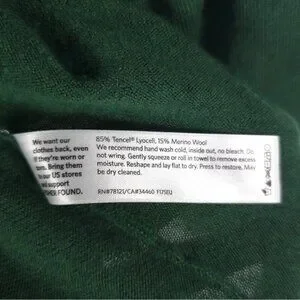 We want our
clothes back, even
if they're worn or
torn. Bring them
to our US stores
support
FOUND.
85% Tencel® Lyocell, 15% Merino Wool
We recommend hand wash cold, inside out, no bleach. Do
not wring. Gently squeeze or roll in towel to remove excess
moisture. Reshape and lay flat to dry. Press to restore. May
be dry cleaned.
RN#78121/CA#34460 F17SEU